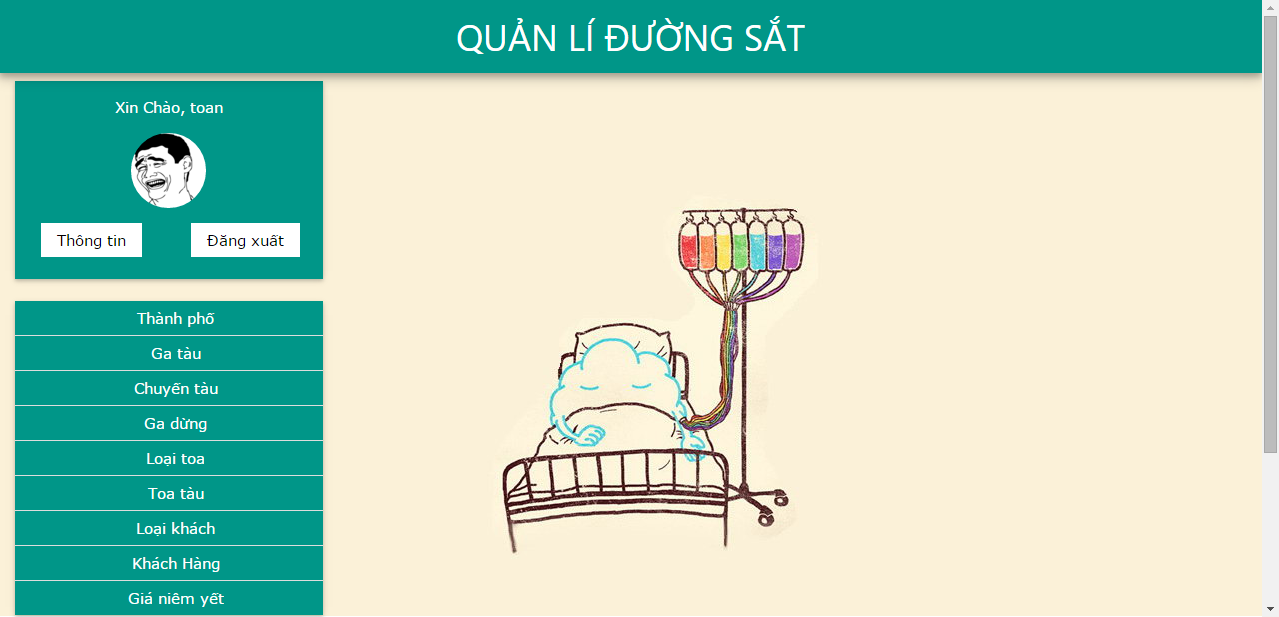 QUẢN LÍ ĐƯỜNG SẮT
Xin Chào, toan
Thông tin
Đăng xuất
Thành phố
Ga tàu
Chuyến tàu
Ga dừng
Loại toa
Toa tàu
Loại khách
Khách Hàng
Giá niêm yết